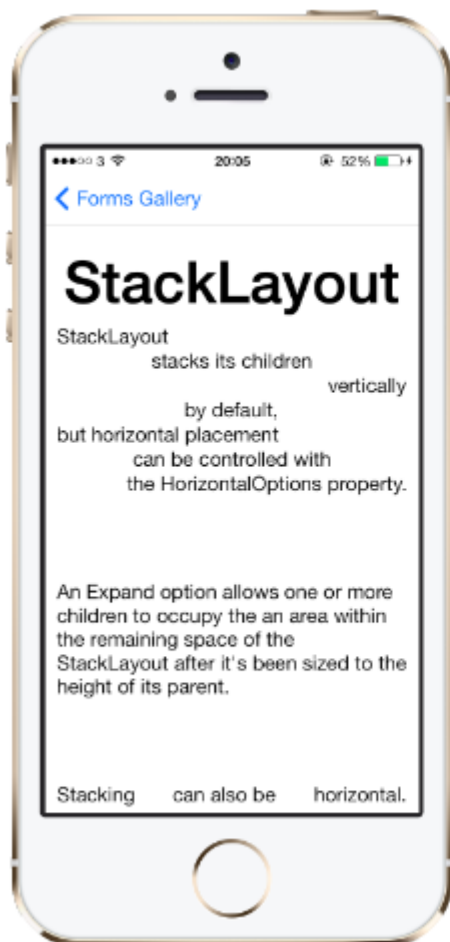 3 20:05 52%
Forms Gallery
StackLayout
StackLayout
stacks its children
vertically
by default,
but horizontal placement
can be controlled with
the HorizontalOptions property.
An Expand option allows one or more
children to occupy the an area within
the remaining space of the
StackLayout after it's been sized to the
height of its parent.
Stacking can also be horizontal.